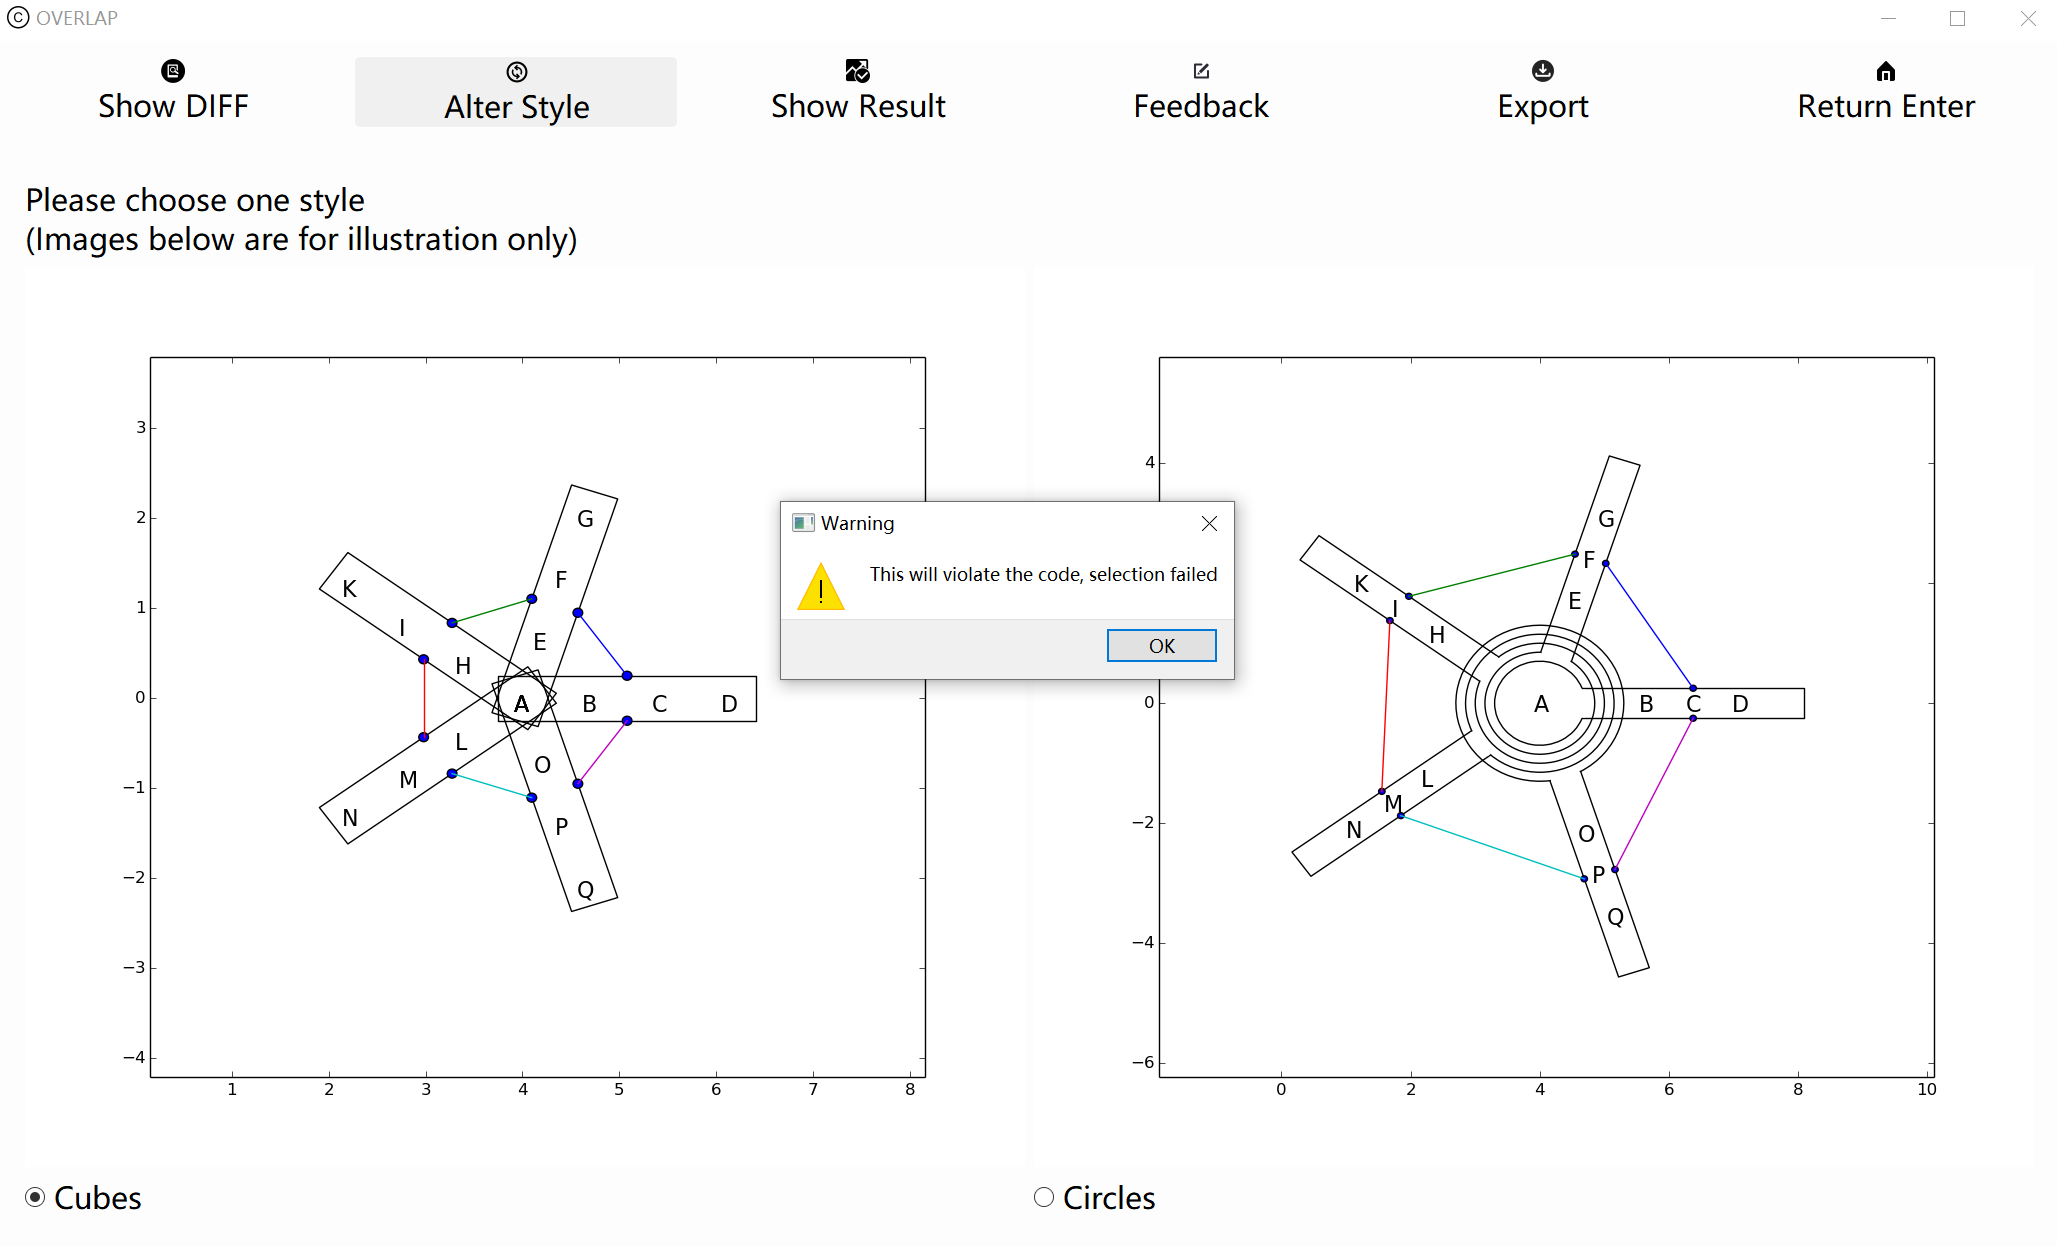 © OVERLAP
Show DIFF
Alter Style
Show Result
Feedback
Export
Return Enter
Please choose one style
(Images below are for illustration only)
3
2
1
0
−1
−2
−3
−4
1 2 3 4 5 6 7 8
G
F
E
K
I
H
A B C D
L
M
N
O
P
Q
Warning
This will violate the code, selection failed
OK
4
0
−2
−4
−6
0 2 4 6 8 10
G
F
E
K
I
H
A B C D
L
M
N
O
P
Q
Cubes
Circles